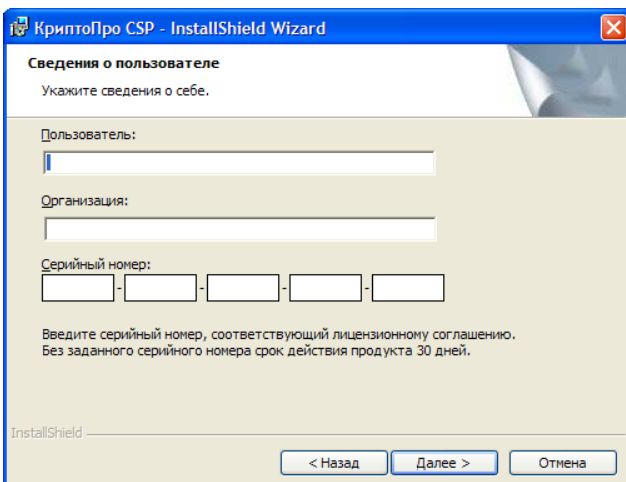 КриптоПро CSP - InstallShield Wizard
Сведения о пользователе
Укажите сведения о себе.
Пользователь:
Организация:
Серийный номер:
- - - -
Введите серийный номер, соответствующий лицензионному соглашению.
Без заданного серийного номера срок действия продукта 30 дней.
InstallShield
< Назад Далее > Отмена